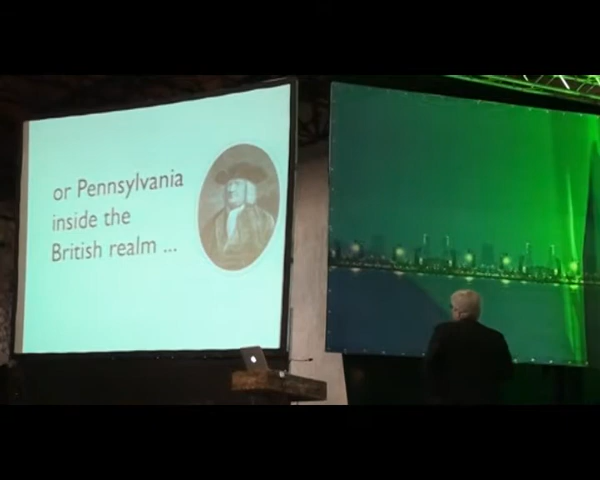 or Pennsylvania
inside the
British realm ...